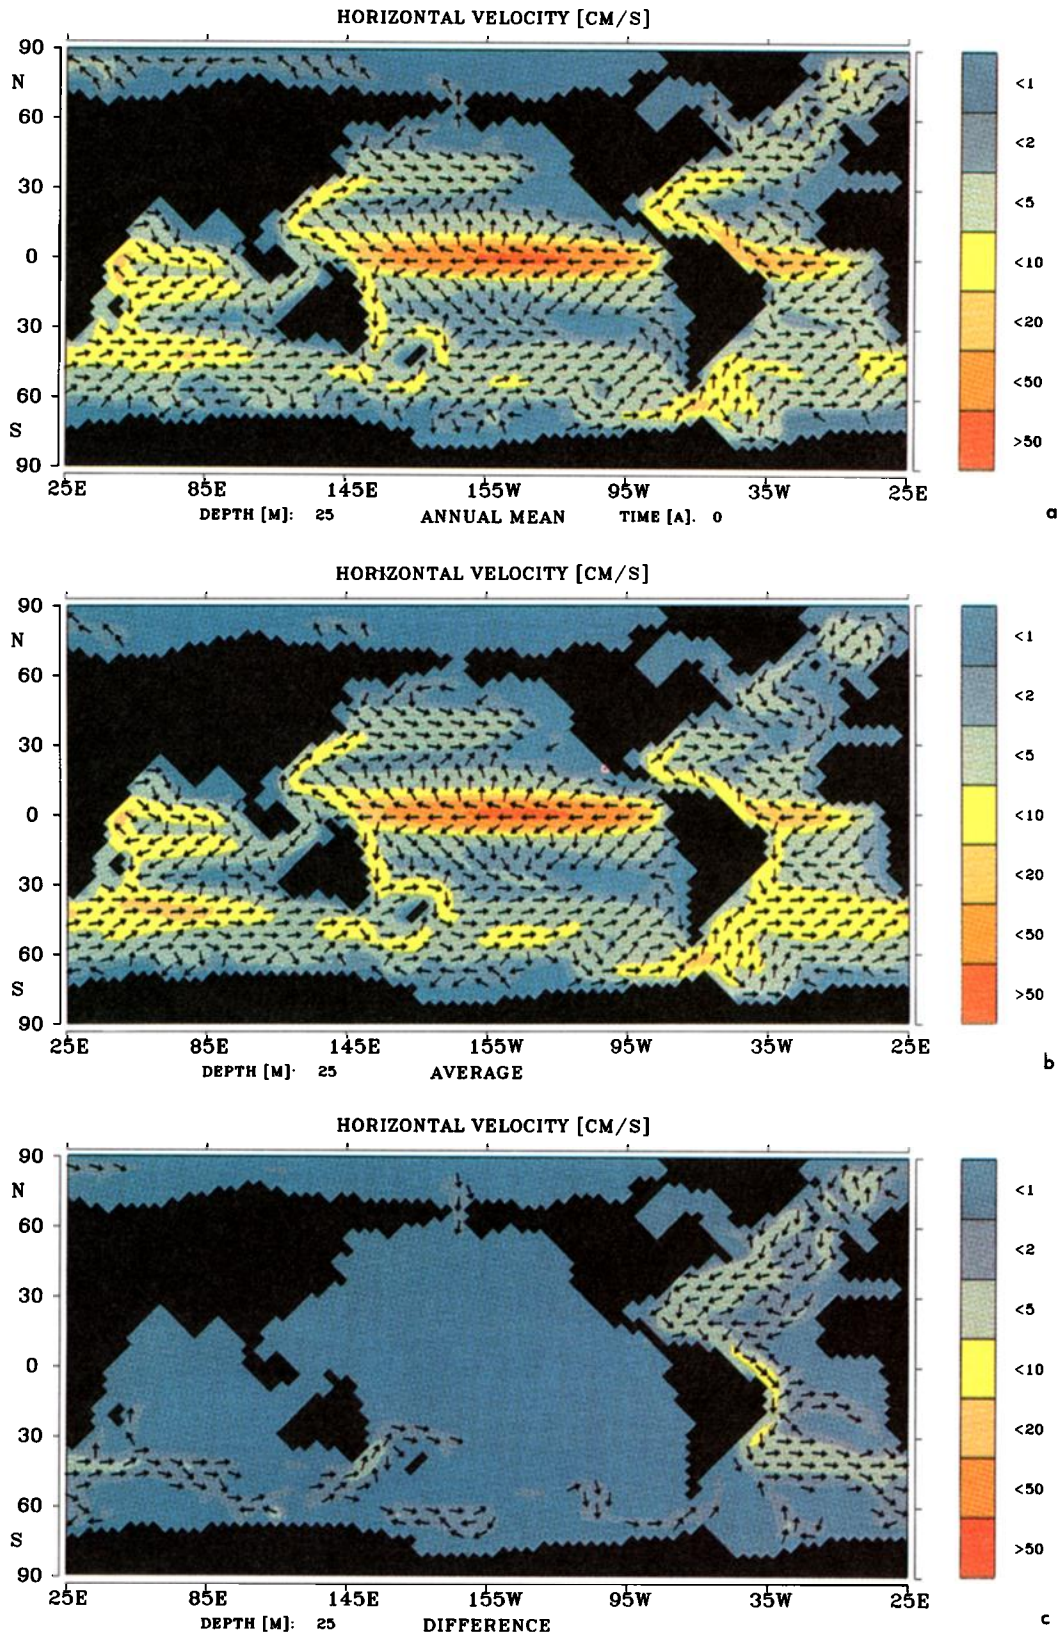 HORIZONTAL VELOCITY [CM/S]
90
N
60
30
0
30
60
S
90
25E 85E 145E 155W 95W 35W 25E
DEPTH [M]: 25 ANNUAL MEAN TIME [A]. 0
<1
<2
<5
<10
<20
<50
>50
a
HORIZONTAL VELOCITY [CM/S]
90
N
60
30
0
30
60
S
90
25E 85E 145E 155W 95W 35W 25E
DEPTH [M]· 25 AVERAGE
<1
<2
<5
<10
<20
<50
>50
b
HORIZONTAL VELOCITY [CM/S]
90
N
60
30
0
30
60
S
90
25E 85E 145E 155W 95W 35W 25E
DEPTH [M]: 25 DIFFERENCE
<1
<2
<5
<10
<20
<50
>50
c